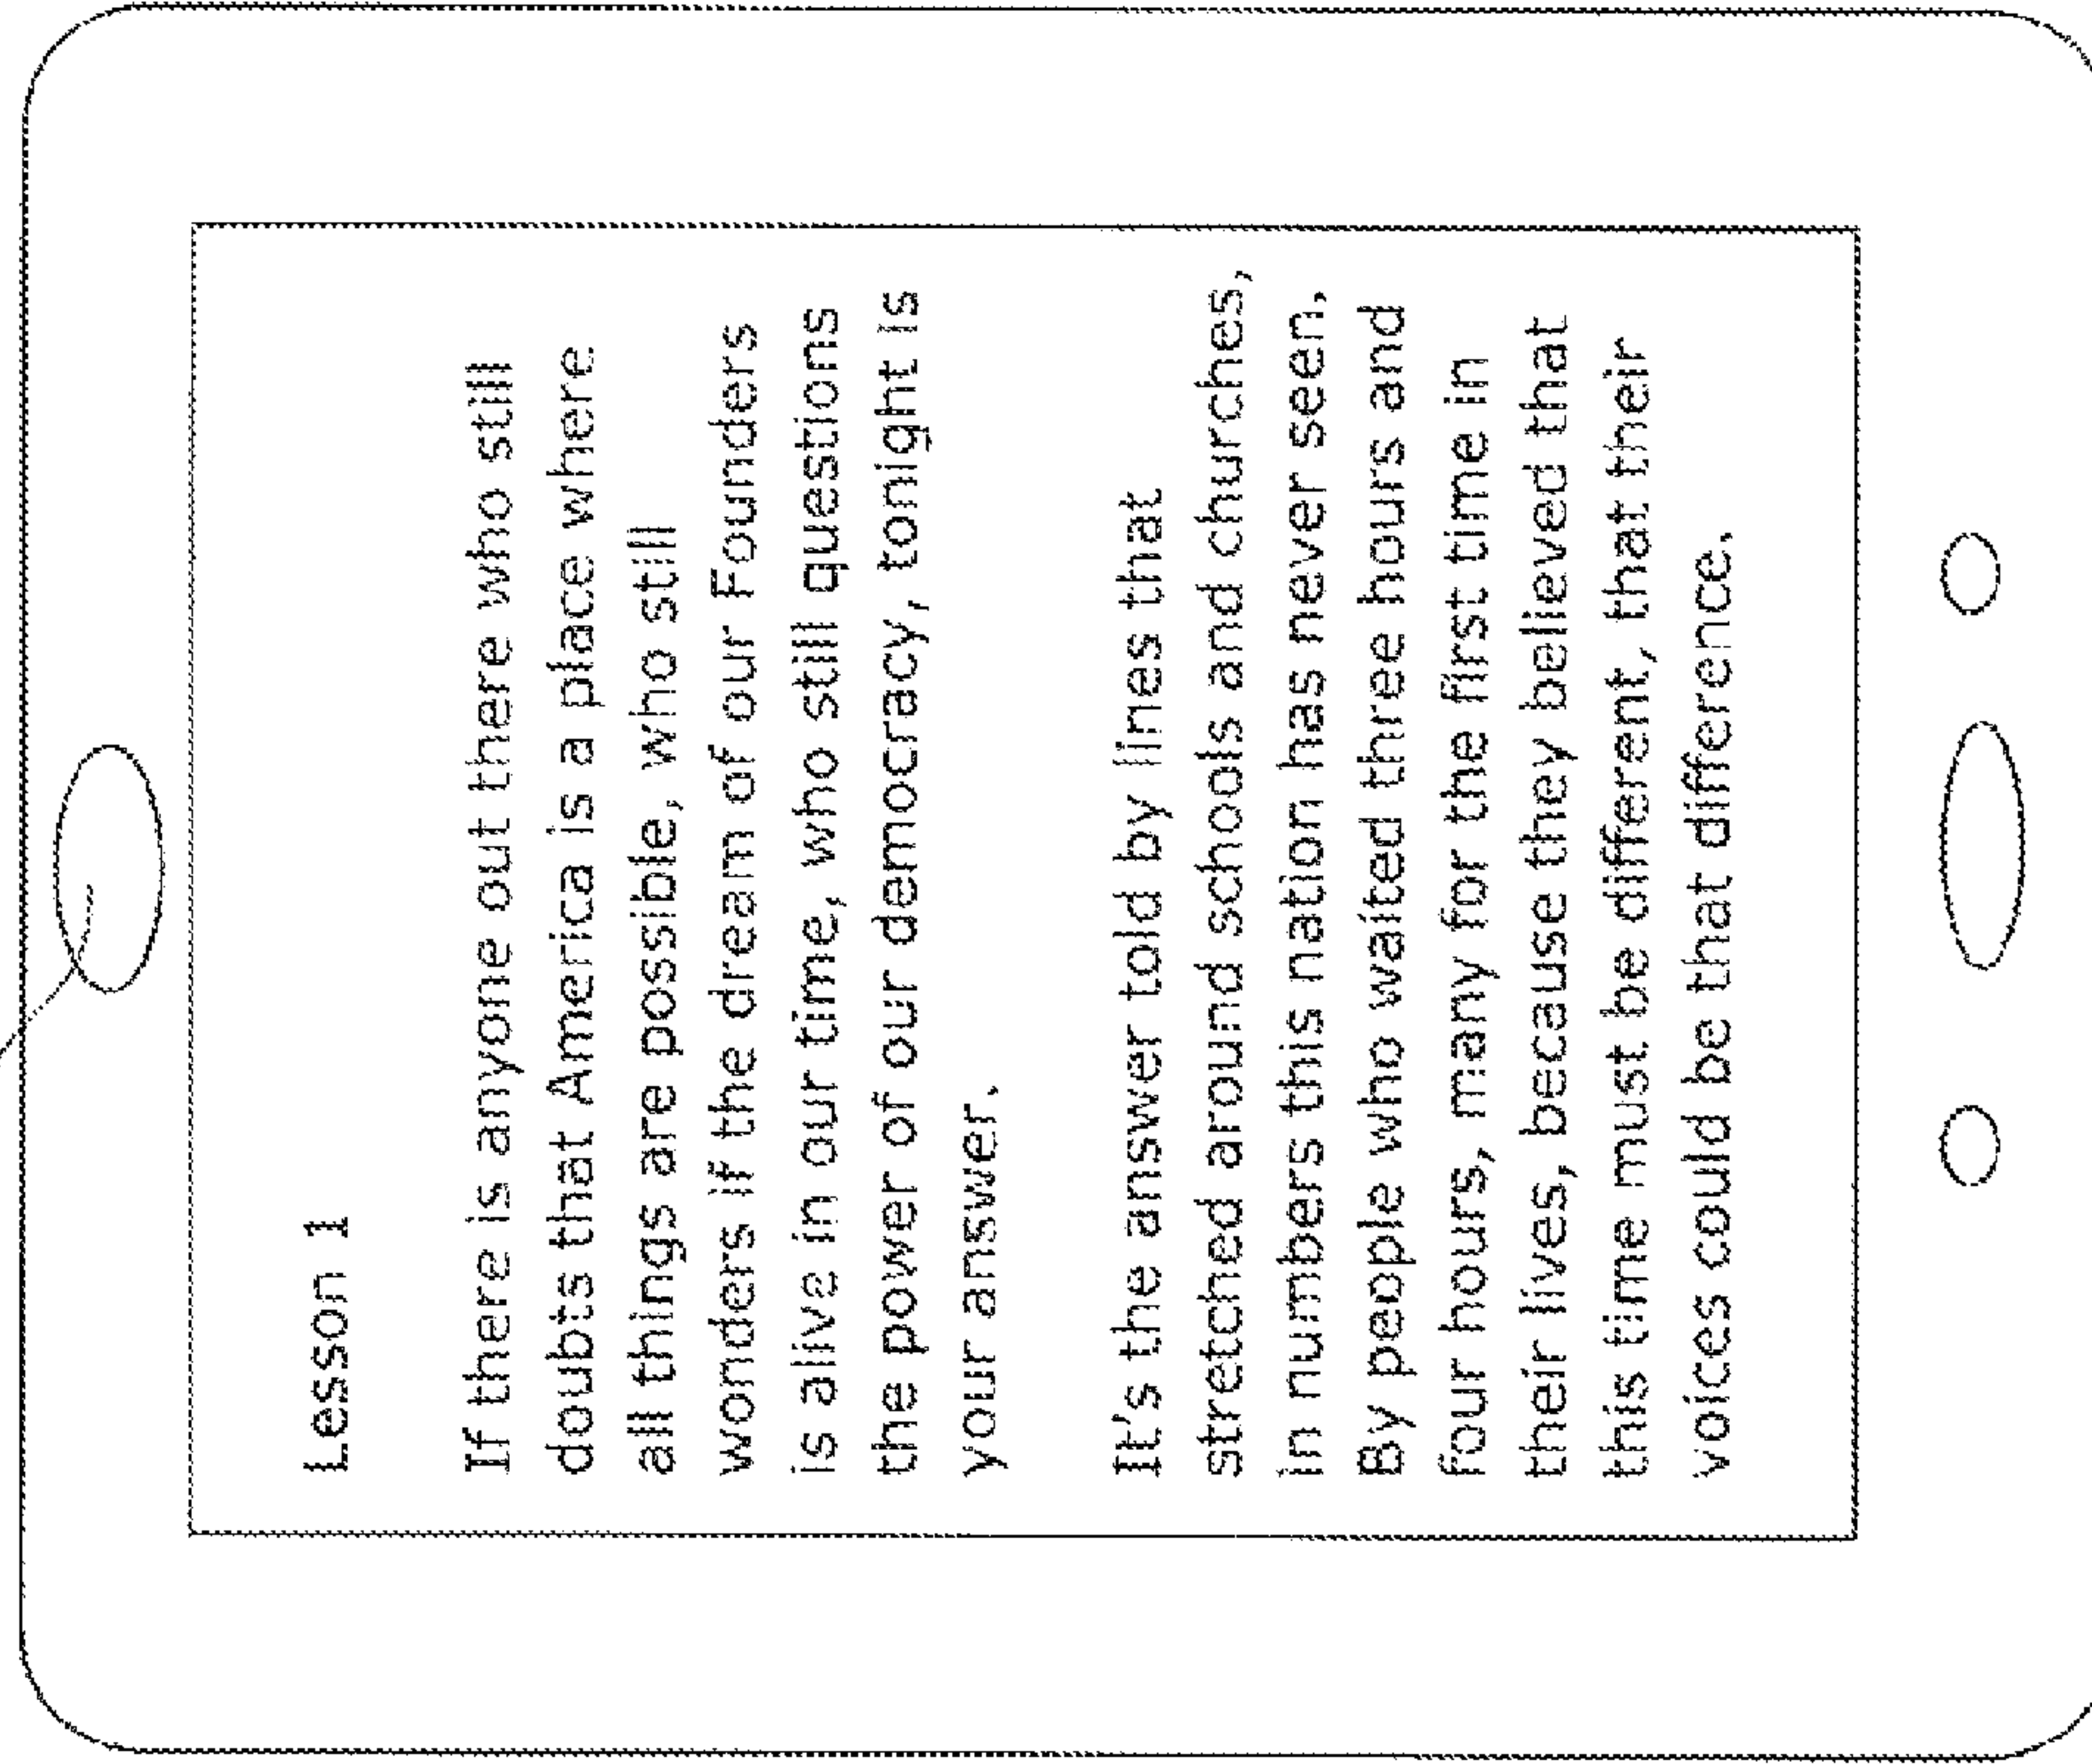 Lesson 1
If there is anyone out there who still
doubts that America is a place where
all things are possible, who still
wonders if the dream of our Founders
is alive in our time, who still questions
the power of our democracy, tonight is
your answer.
It's the answer told by lines that
stretched around schools and churches,
in numbers this nation has never seen.
By people who waited three hours and
four hours, many for the first time in
their lives, because they believed that
this time must be different, that their
voices could be that difference.